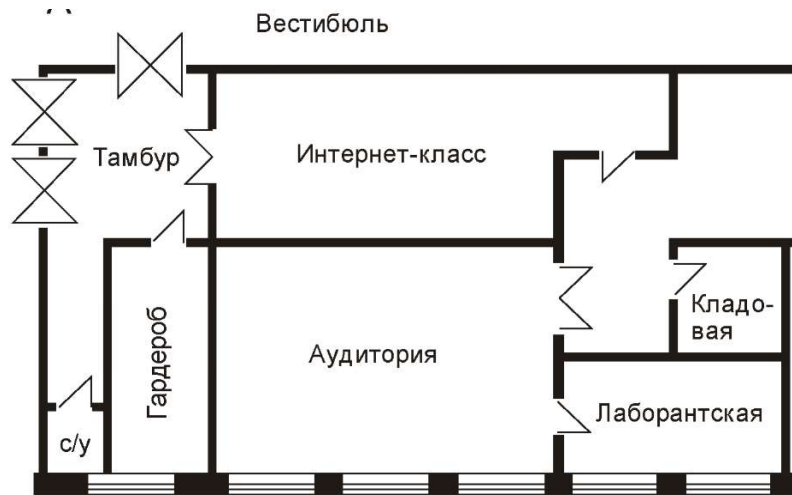 Вестибюль
Тамбур
Интернет-класс
Гардероб
Аудитория
Кладо-
вая
Лаборантская
с/у